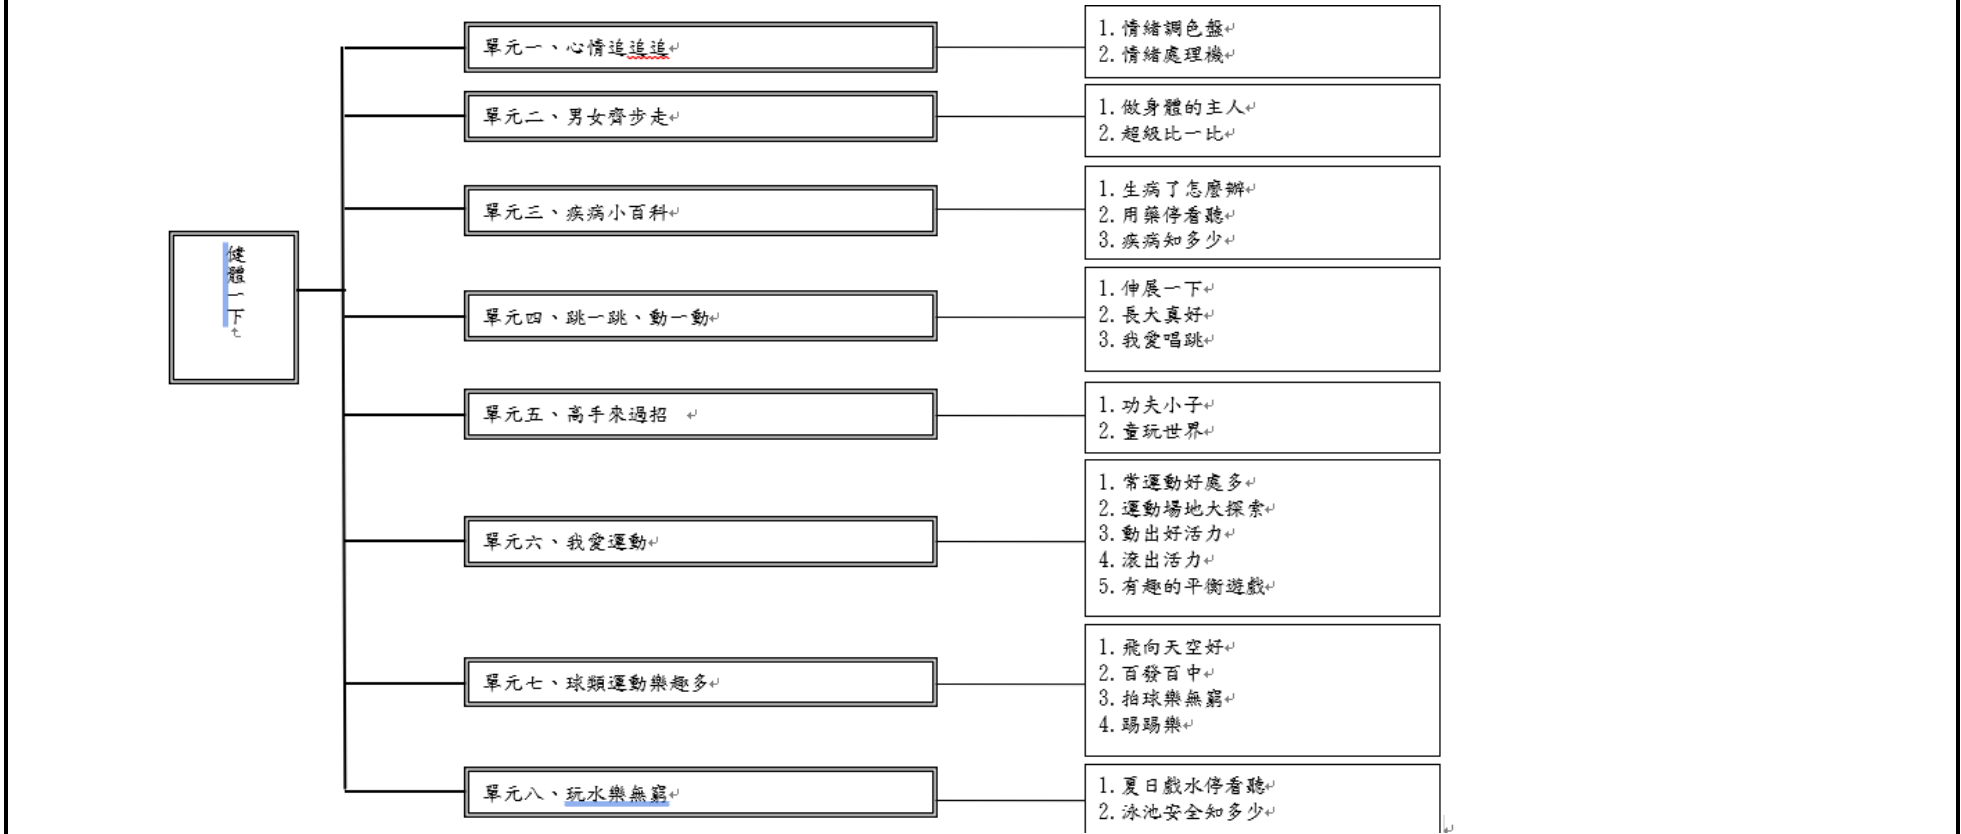 健體一下
單元一、心情追追追
1.情緒調色盤
2.情緒處理機
單元二、男女齊步走
1.做身體的主人
2.超級比一比
單元三、疾病小百科
1.生病了怎麼辦
2.用藥停看聽
3.疾病知多少
單元四、跳一跳、動一動
1.伸展一下
2.長大真好
3.我愛唱跳
單元五、高手來過招
1.功夫小子
2.童玩世界
單元六、我愛運動
1.常運動好處多
2.運動場地大探索
3.動出好活力
4.滾出活力
5.有趣的平衡遊戲
單元七、球類運動樂趣多
1.飛向天空好
2.百發百中
3.拍球樂無窮
4.踢踢樂
單元八、玩水樂無窮
1.夏日戲水停看聽
2.泳池安全知多少